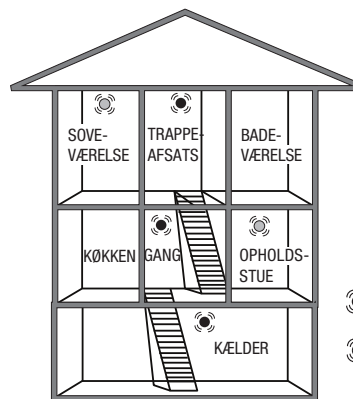 SOVE-
VÆRELSE
TRAPPE-
AFSATS
BADE-
VÆRELSE
KØKKEN
GANG
OPHOLDS-
STUE
KÆLDER